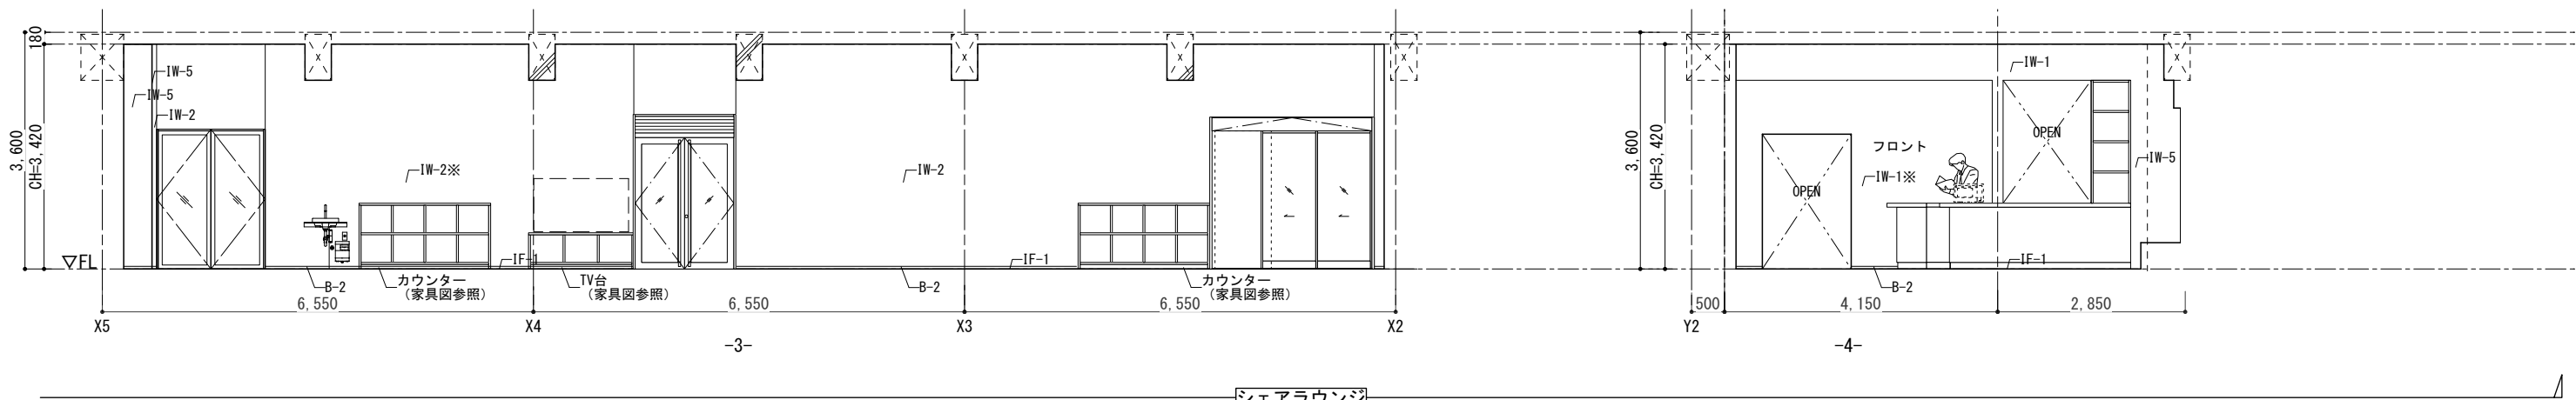 180
3,600
CH=3,420
IW-5
IW-5
IW-2
IW-2※
IW-2
▽FL
IF-1
IF-1
B-2
カウンター
(家具図参照)
TV台
(家具図参照)
B-2
カウンター
(家具図参照)
6,550
6,550
6,550
X5
X4
X3
X2
-3-
3,600
CH=3,420
IW-1
OPEN
フロント
IW-5
IW-1※
OPEN
IF-1
B-2
500
4,150
2,850
Y2
-4-
シェアラウンジ